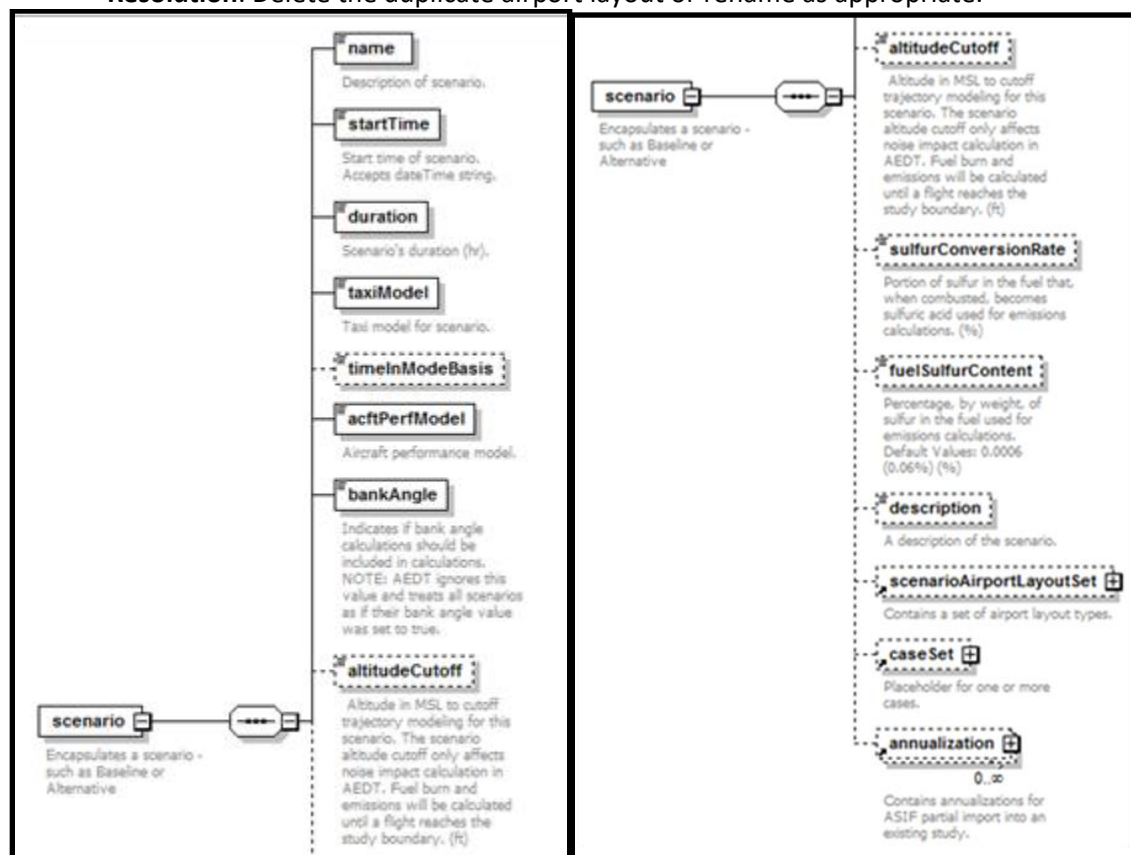 Resolution: Delete the duplicate airport layout or rename as appropriate.
name
Description of scenario.
startTime
Start time of scenario.
Accepts dateTime string.
duration
Scenario's duration (hr).
taxiModel
Taxi model for scenario.
timeInModeBasis
acftPerfModel
Aircraft performance model.
bankAngle
Indicates if bank angle
calculations should be
included in calculations.
NOTE: AEDT ignores this
value and treats all scenarios
as if their bank angle value
was set to true.
altitudeCutoff
Altitude in MSL to cutoff
trajectory modeling for this
scenario. The scenario
altitude cutoff only affects
noise impact calculation in
AEDT. Fuel burn and
emissions will be calculated
until a flight reaches the
study boundary. (ft)
scenario
Encapsulates a scenario -
such as Baseline or
Alternative
altitudeCutoff
Altitude in MSL to cutoff
trajectory modeling for this
scenario. The scenario
altitude cutoff only affects
noise impact calculation in
AEDT. Fuel burn and
emissions will be calculated
until a flight reaches the
study boundary. (ft)
scenario
Encapsulates a scenario -
such as Baseline or
Alternative
sulfurConversionRate
Portion of sulfur in the fuel that,
when combusted, becomes
sulfuric acid used for emissions
calculations. (%)
fuelSulfurContent
Percentage, by weight, of
sulfur in the fuel used for
emissions calculations.
Default Values: 0.0006
(0.06%) (%)
description
A description of the scenario.
scenarioAirportLayoutSet
Contains a set of airport layout types.
caseSet
Placeholder for one or more
cases.
annualization
0..∞
Contains annualizations for
ASIF partial import into an
existing study.